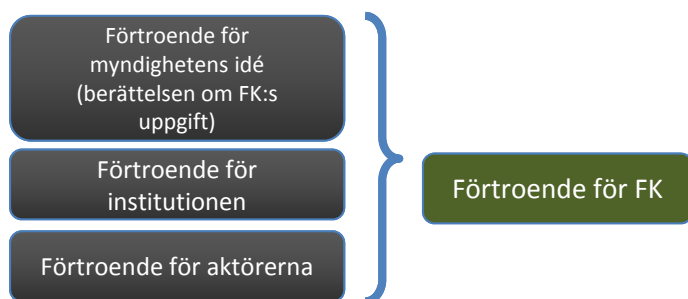 Förtroende för
myndighetens idé
(berättelsen om FK:s
uppgift)
Förtroende för
institutionen
Förtroende för aktörerna
Förtroende för FK